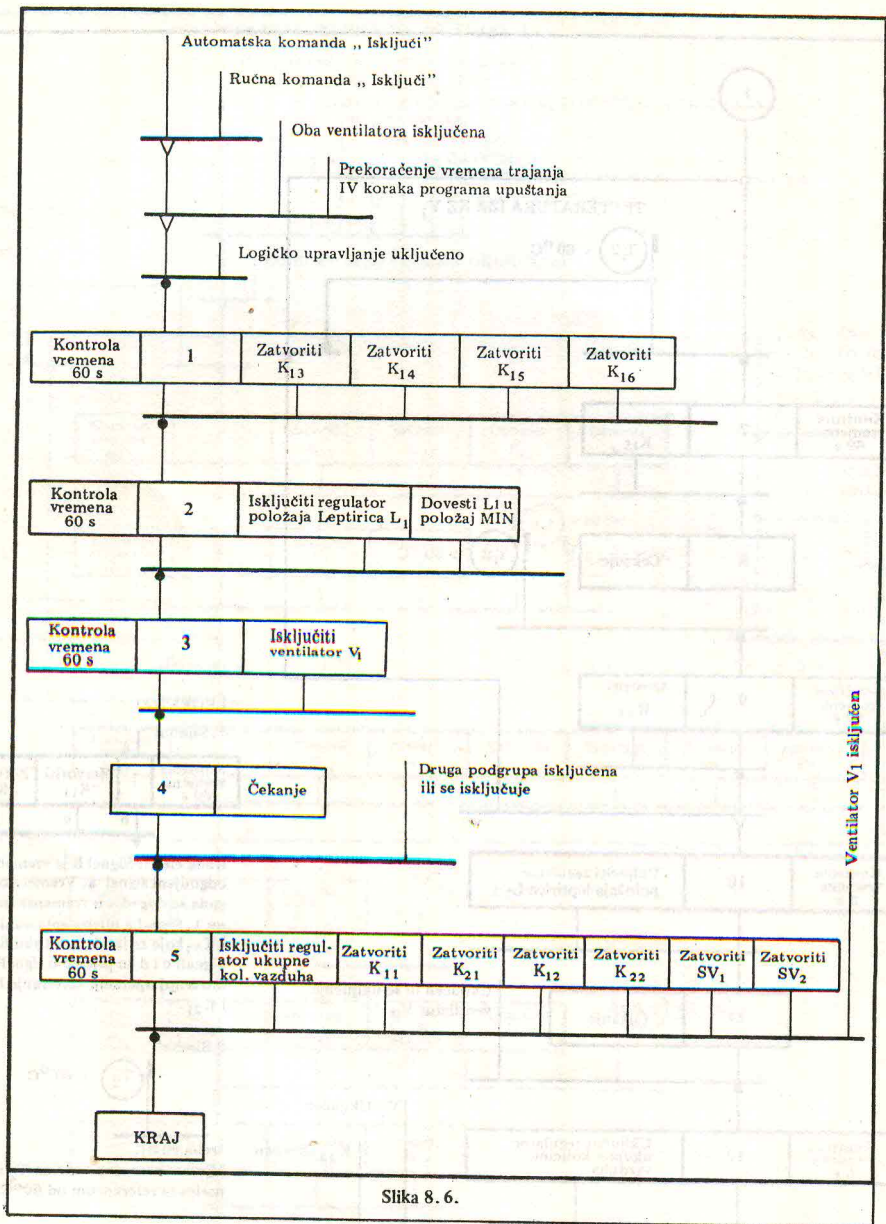 Automatska komanda ,, Isključi"
Ručna komanda ,, Isključi"
Oba ventilatora isključena
Prekoračenje vremena trajanja
IV koraka programa upuštanja
Logičko upravljanje uključeno
Kontrola
vremena
60 s
1
Zatvoriti
K13
Zatvoriti
K14
Zatvoriti
K15
Zatvoriti
K16
Kontrola
vremena
60 s
2
Isključiti regulator
položaja Leptirica L1
Dovesti L1 u
položaj MIN
Kontrola
vremena
60 s
3
Isključiti
ventilator V1
4
Čekanje
Druga podgrupa isključena
ili se isključuje
Ventilator V1 isključen
Kontrola
vremena
60 s
5
Isključiti regul-
ator ukupne
kol. vazduha
Zatvoriti
K11
Zatvoriti
K21
Zatvoriti
K12
Zatvoriti
K22
Zatvoriti
SV1
Zatvoriti
SV2
KRAJ
Slika 8. 6.